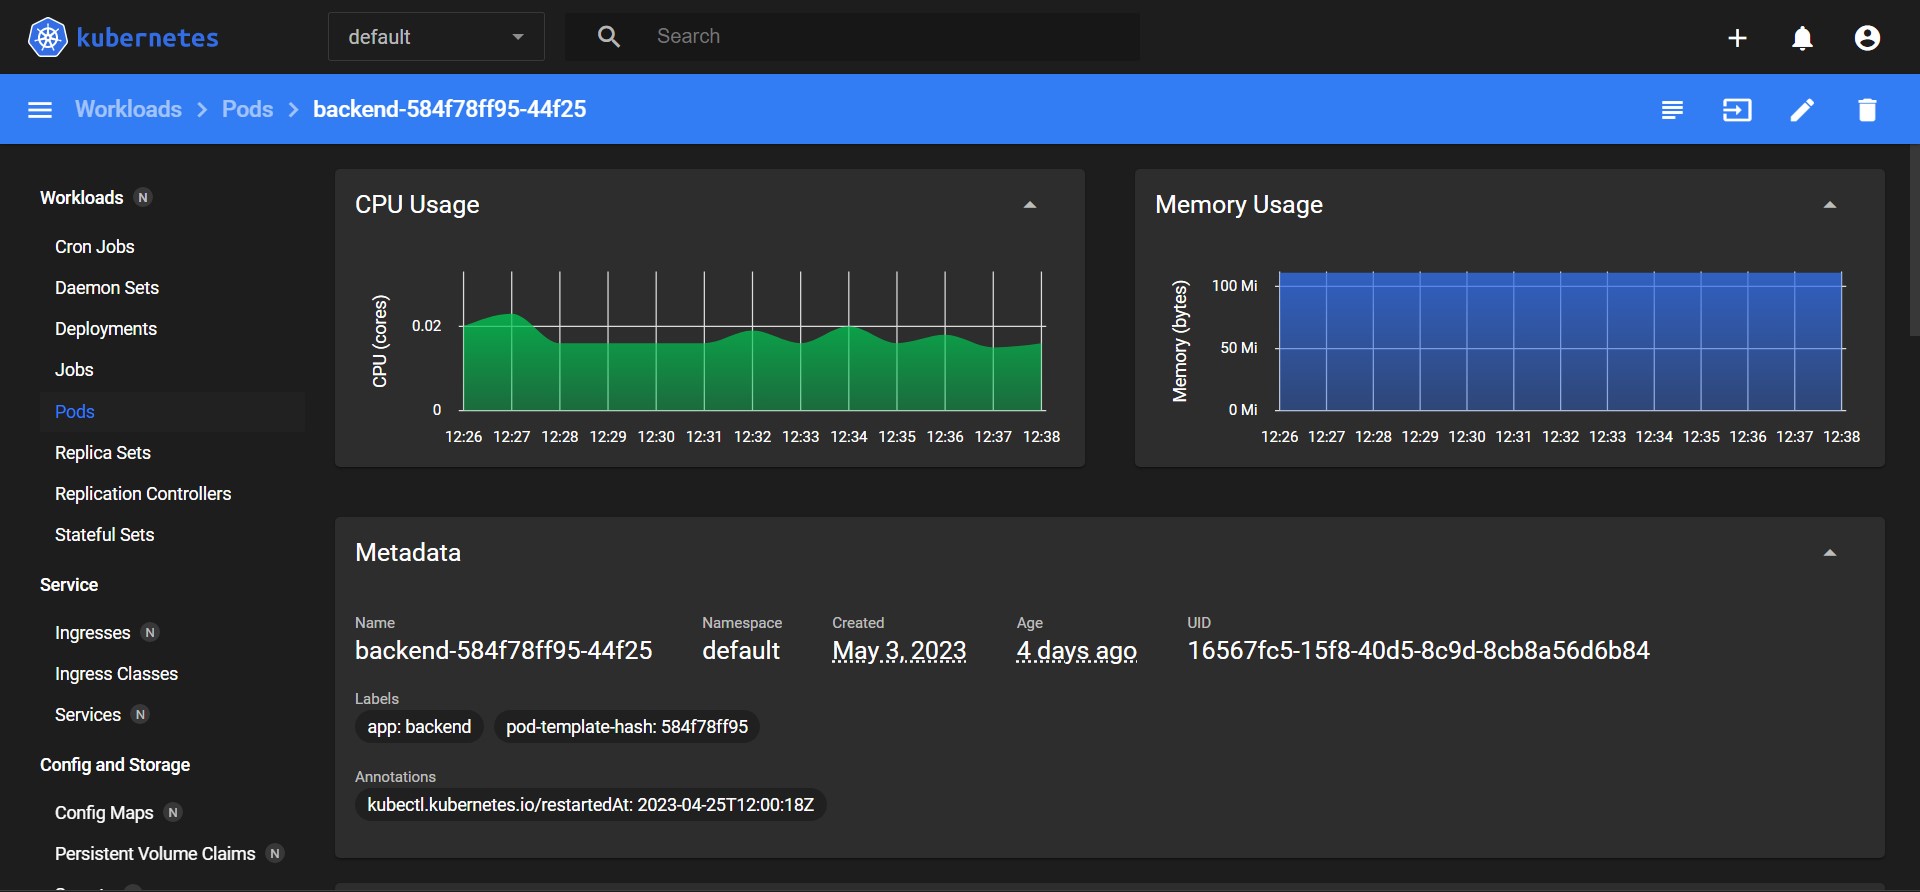 kubernetes
default
Search
Workloads > Pods > backend-584f78ff95-44f25
Workloads N
Cron Jobs
Daemon Sets
Deployments
Jobs
Pods
Replica Sets
Replication Controllers
Stateful Sets
Service
Ingresses N
Ingress Classes
Services N
Config and Storage
Config Maps N
Persistent Volume Claims N
CPU Usage
CPU (cores)
0.02
0
12:26 12:27 12:28 12:29 12:30 12:31 12:32 12:33 12:34 12:35 12:36 12:37 12:38
Memory Usage
Memory (bytes)
100 Mi
50 Mi
0 Mi
12:26 12:27 12:28 12:29 12:30 12:31 12:32 12:33 12:34 12:35 12:36 12:37 12:38
Metadata
Name
backend-584f78ff95-44f25
Namespace
default
Created
May 3, 2023
Age
4 days ago
UID
16567fc5-15f8-40d5-8c9d-8cb8a56d6b84
Labels
app: backend
pod-template-hash: 584f78ff95
Annotations
kubectl.kubernetes.io/restartedAt: 2023-04-25T12:00:18Z